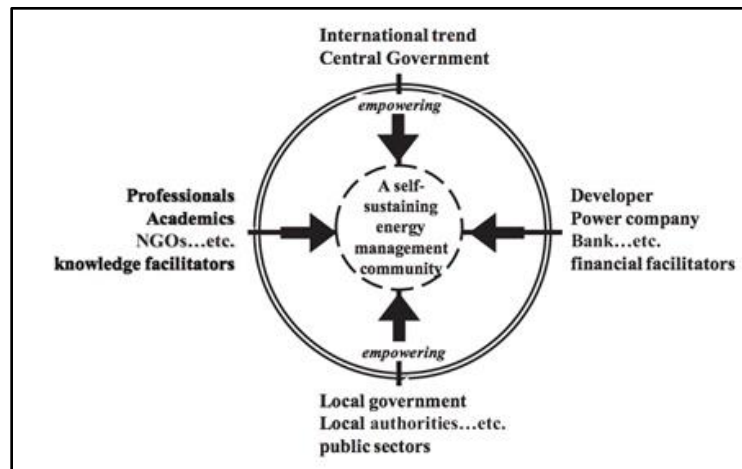 International trend
Central Government
empowering
Professionals
Academics
NGOs...etc.
knowledge facilitators
A self-
sustaining
energy
management
community
Developer
Power company
Bank...etc.
financial facilitators
empowering
Local government
Local authorities...etc.
public sectors